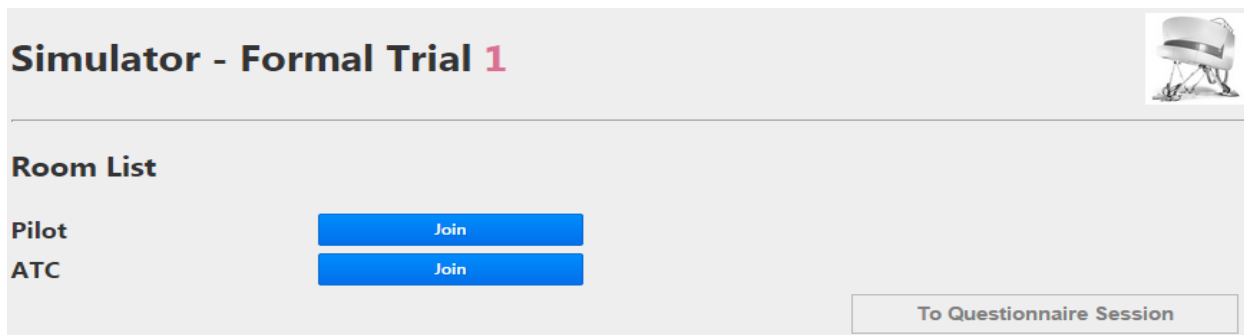 Simulator - Formal Trial 1
Room List
Pilot Join
ATC Join
To Questionnaire Session